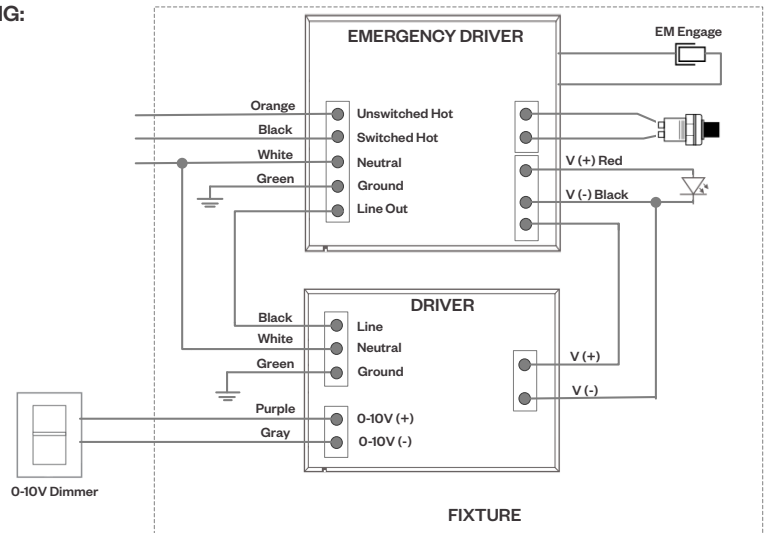 NG:
EMERGENCY DRIVER
EM Engage
Orange
Unswitched Hot
Black
Switched Hot
White
Neutral
V (+) Red
Green
Ground
V (-) Black
Line Out
DRIVER
Black
Line
White
Neutral
V (+)
Green
Ground
V (-)
Purple
0-10V (+)
Gray
0-10V (-)
0-10V Dimmer
FIXTURE